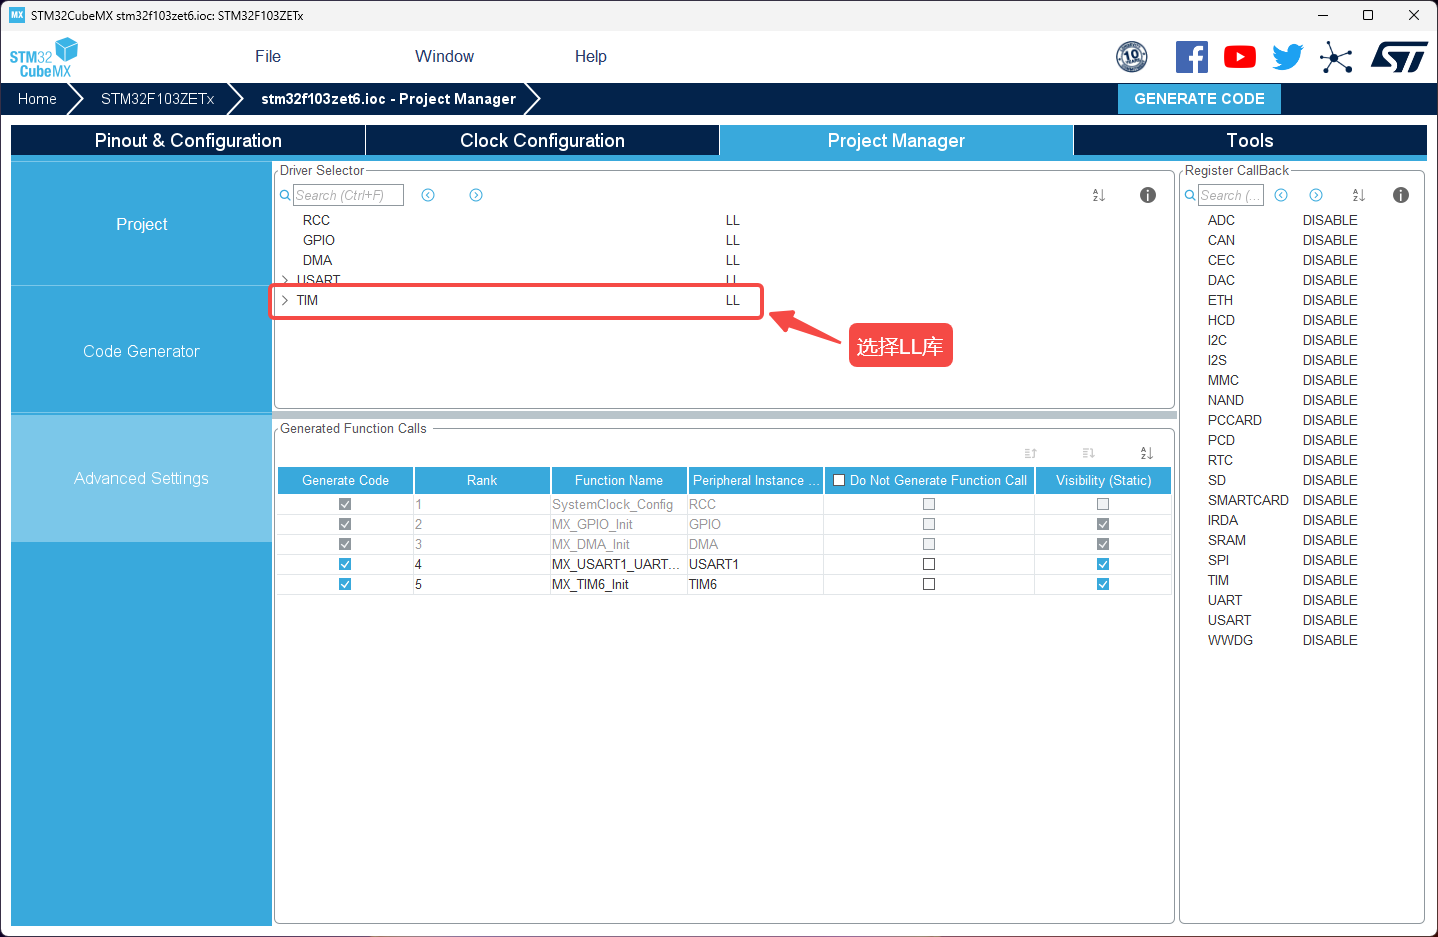 STM32CubeMX stm32f103zet6.ioc: STM32F103ZETx
STM32
CubeMX
File Window Help
10
Home STM32F103ZETx stm32f103zet6.ioc - Project Manager GENERATE CODE
Pinout & Configuration Clock Configuration Project Manager Tools
Project
Code Generator
Advanced Settings
Driver Selector
Search (Ctrl+F)
RCC LL
GPIO LL
DMA LL
USART LL
TIM LL
选择LL库
Generated Function Calls
Generate Code Rank Function Name Peripheral Instance ... Do Not Generate Function Call Visibility (Static)
1 SystemClock_Config RCC
2 MX_GPIO_Init GPIO
3 MX_DMA_Init DMA
4 MX_USART1_UART... USART1
5 MX_TIM6_Init TIM6
Register CallBack
Search (...
ADC DISABLE
CAN DISABLE
CEC DISABLE
DAC DISABLE
ETH DISABLE
HCD DISABLE
I2C DISABLE
I2S DISABLE
MMC DISABLE
NAND DISABLE
PCCARD DISABLE
PCD DISABLE
RTC DISABLE
SD DISABLE
SMARTCARD DISABLE
IRDA DISABLE
SRAM DISABLE
SPI DISABLE
TIM DISABLE
UART DISABLE
USART DISABLE
WWDG DISABLE